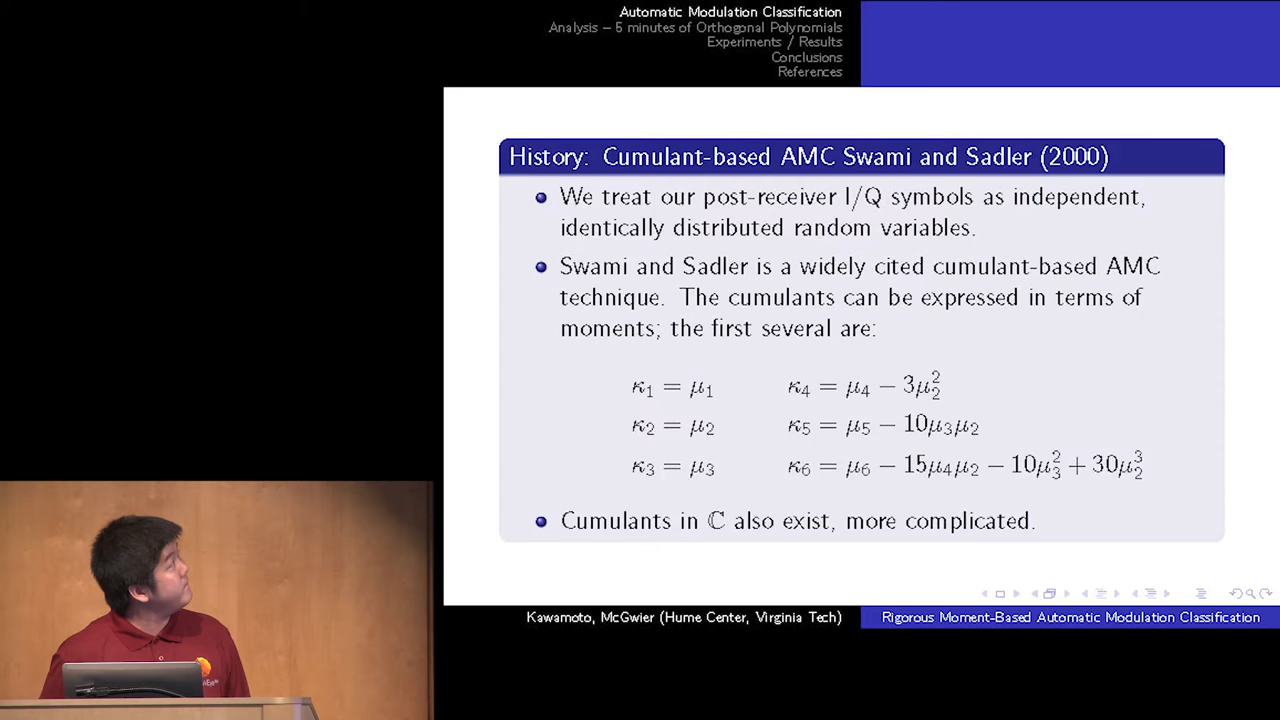 Automatic Modulation Classification
Analysis – 5 minutes of Orthogonal Polynomials
Experiments / Results
Conclusions
References
History: Cumulant-based AMC Swami and Sadler (2000)
We treat our post-receiver I/Q symbols as independent,
identically distributed random variables.
Swami and Sadler is a widely cited cumulant-based AMC
technique. The cumulants can be expressed in terms of
moments; the first several are:
κ₁ = μ₁ κ₄ = μ₄ − 3μ₂²
κ₂ = μ₂ κ₅ = μ₅ − 10μ₃μ₂
κ₃ = μ₃ κ₆ = μ₆ − 15μ₄μ₂ − 10μ₃² + 30μ₂³
Cumulants in ℂ also exist, more complicated.
Kawamoto, McGwier (Hume Center, Virginia Tech) Rigorous Moment-Based Automatic Modulation Classification